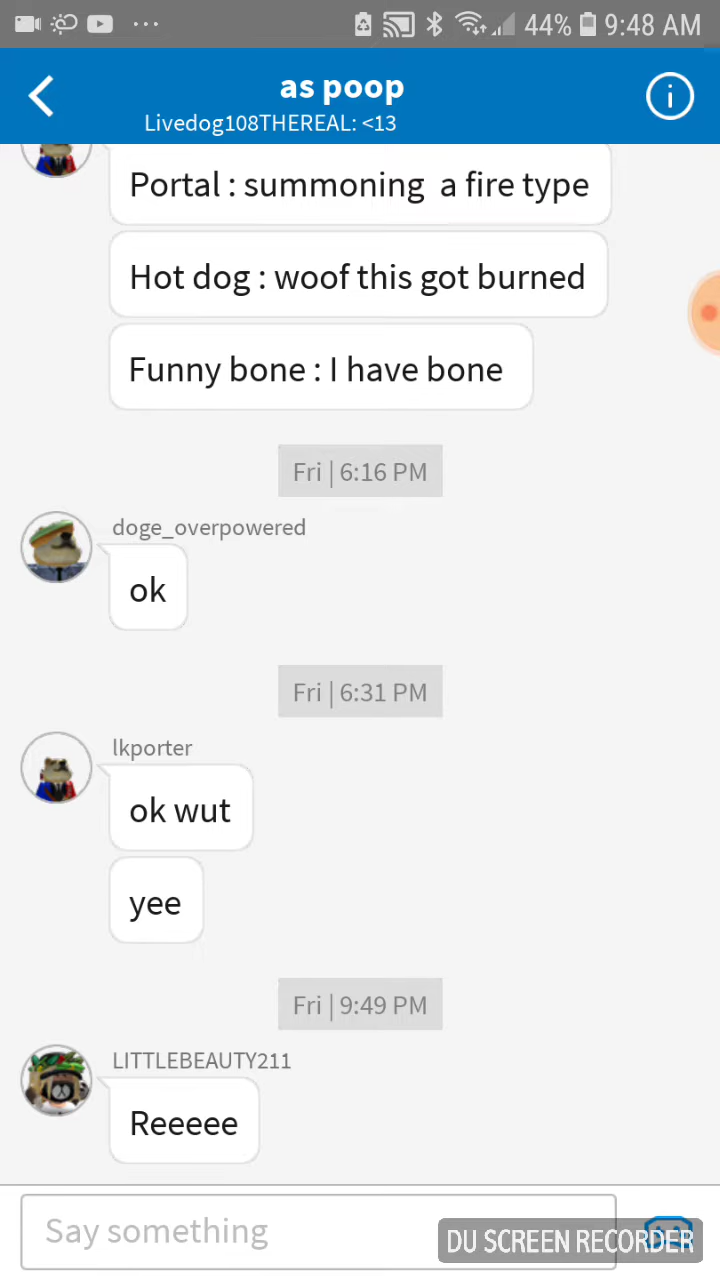 44% 9:48 AM
as poop
Livedog108THEREAL: <13
Portal : summoning  a fire type
Hot dog : woof this got burned
Funny bone : I have bone
Fri | 6:16 PM
doge_overpowered
ok
Fri | 6:31 PM
lkporter
ok wut
yee
Fri | 9:49 PM
LITTLEBEAUTY211
Reeeee
Say something
DU SCREEN RECORDER